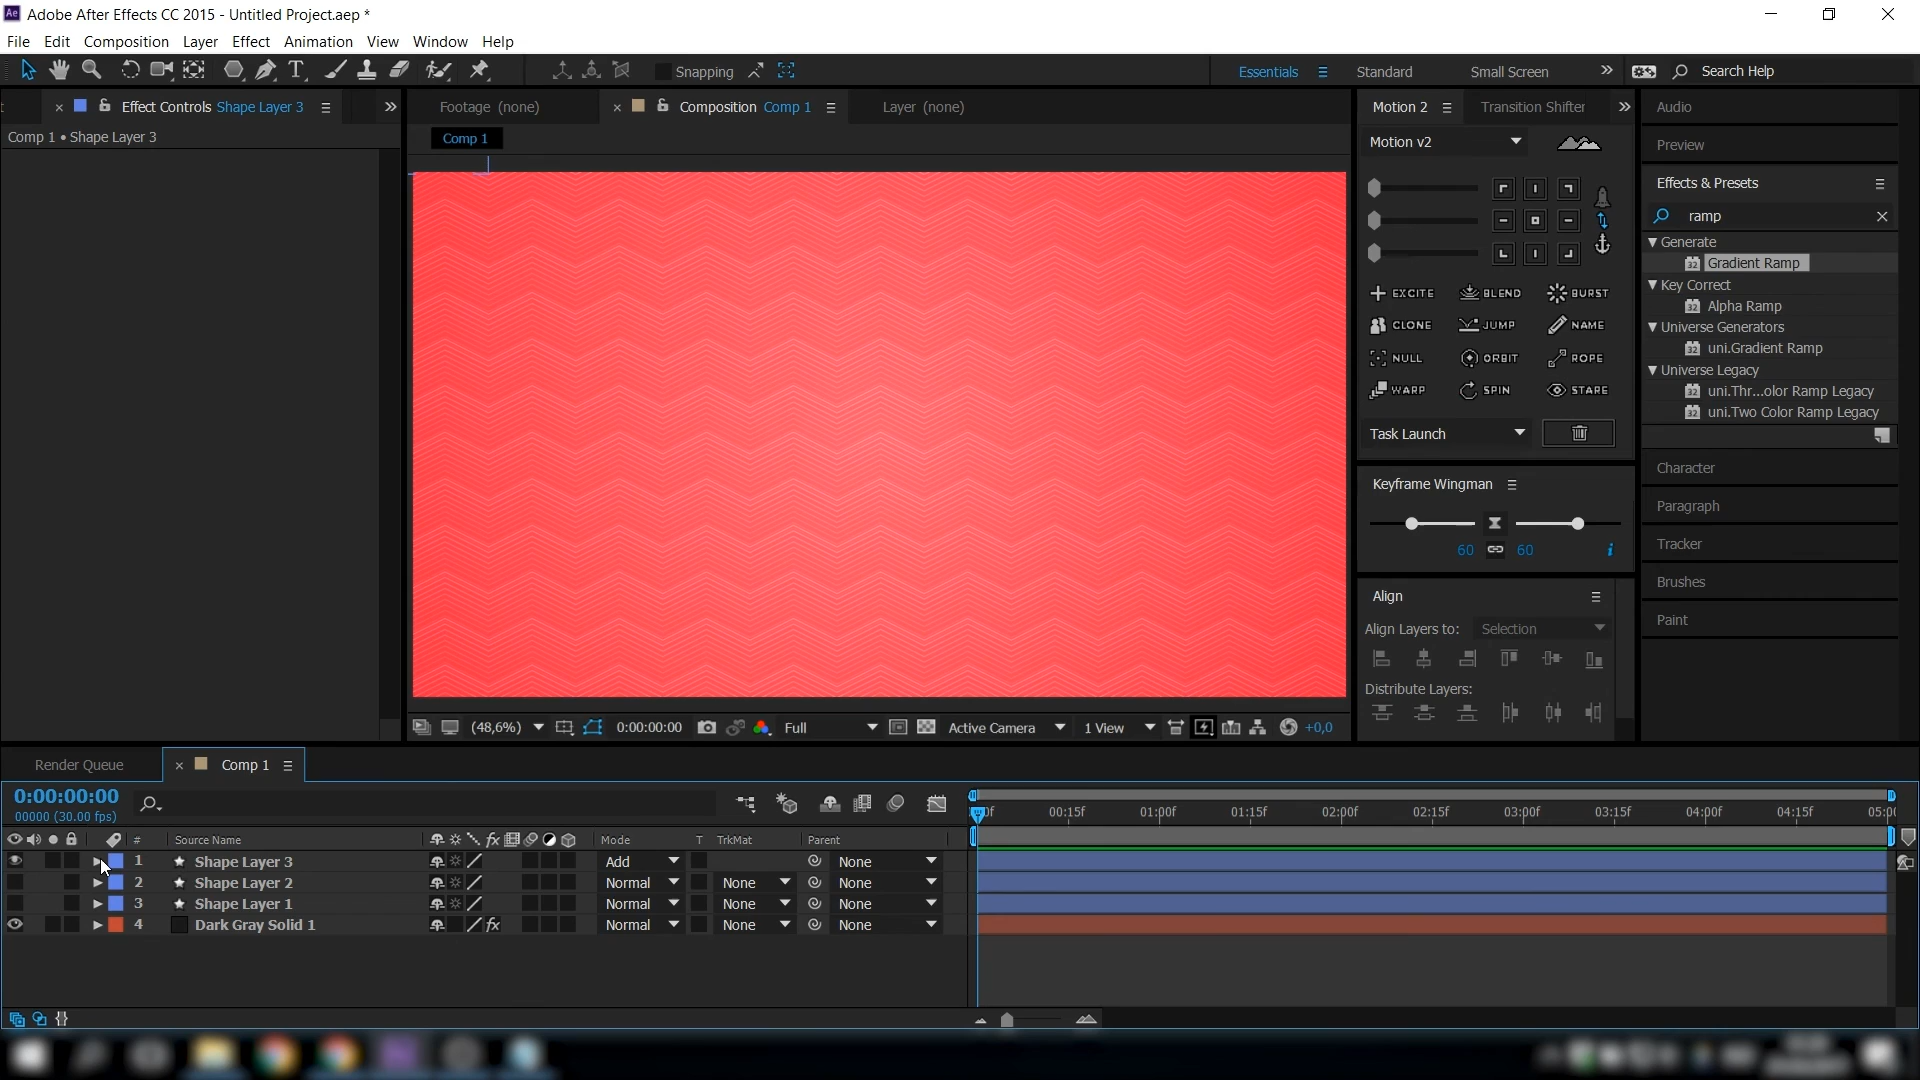 Adobe After Effects CC 2015 - Untitled Project.aep *
File Edit Composition Layer Effect Animation View Window Help
Snapping Essentials Standard Small Screen Search Help
Effect Controls Shape Layer 3
Footage (none) Composition Comp 1 Layer (none)
Motion 2 Transition Shifter
Audio
Comp 1 • Shape Layer 3
Comp 1
Motion v2
Preview
Effects & Presets
ramp
Generate
Gradient Ramp
Key Correct
Alpha Ramp
Universe Generators
uni.Gradient Ramp
Universe Legacy
uni.Thr...olor Ramp Legacy
uni.Two Color Ramp Legacy
EXCITE BLEND BURST
CLONE JUMP NAME
NULL ORBIT ROPE
WARP SPIN STARE
Task Launch
Character
Keyframe Wingman
Paragraph
60 60
Tracker
Brushes
Align
Align Layers to: Selection
Paint
Distribute Layers:
(48,6%) 0:00:00:00 Full Active Camera 1 View +0,0
Render Queue Comp 1
0:00:00:00
00000 (30.00 fps)
00:15f 01:00f 01:15f 02:00f 02:15f 03:00f 03:15f 04:00f 04:15f
# Source Name Mode T TrkMat Parent
1 Shape Layer 3 Add None
2 Shape Layer 2 Normal None None
3 Shape Layer 1 Normal None None
4 Dark Gray Solid 1 Normal None None